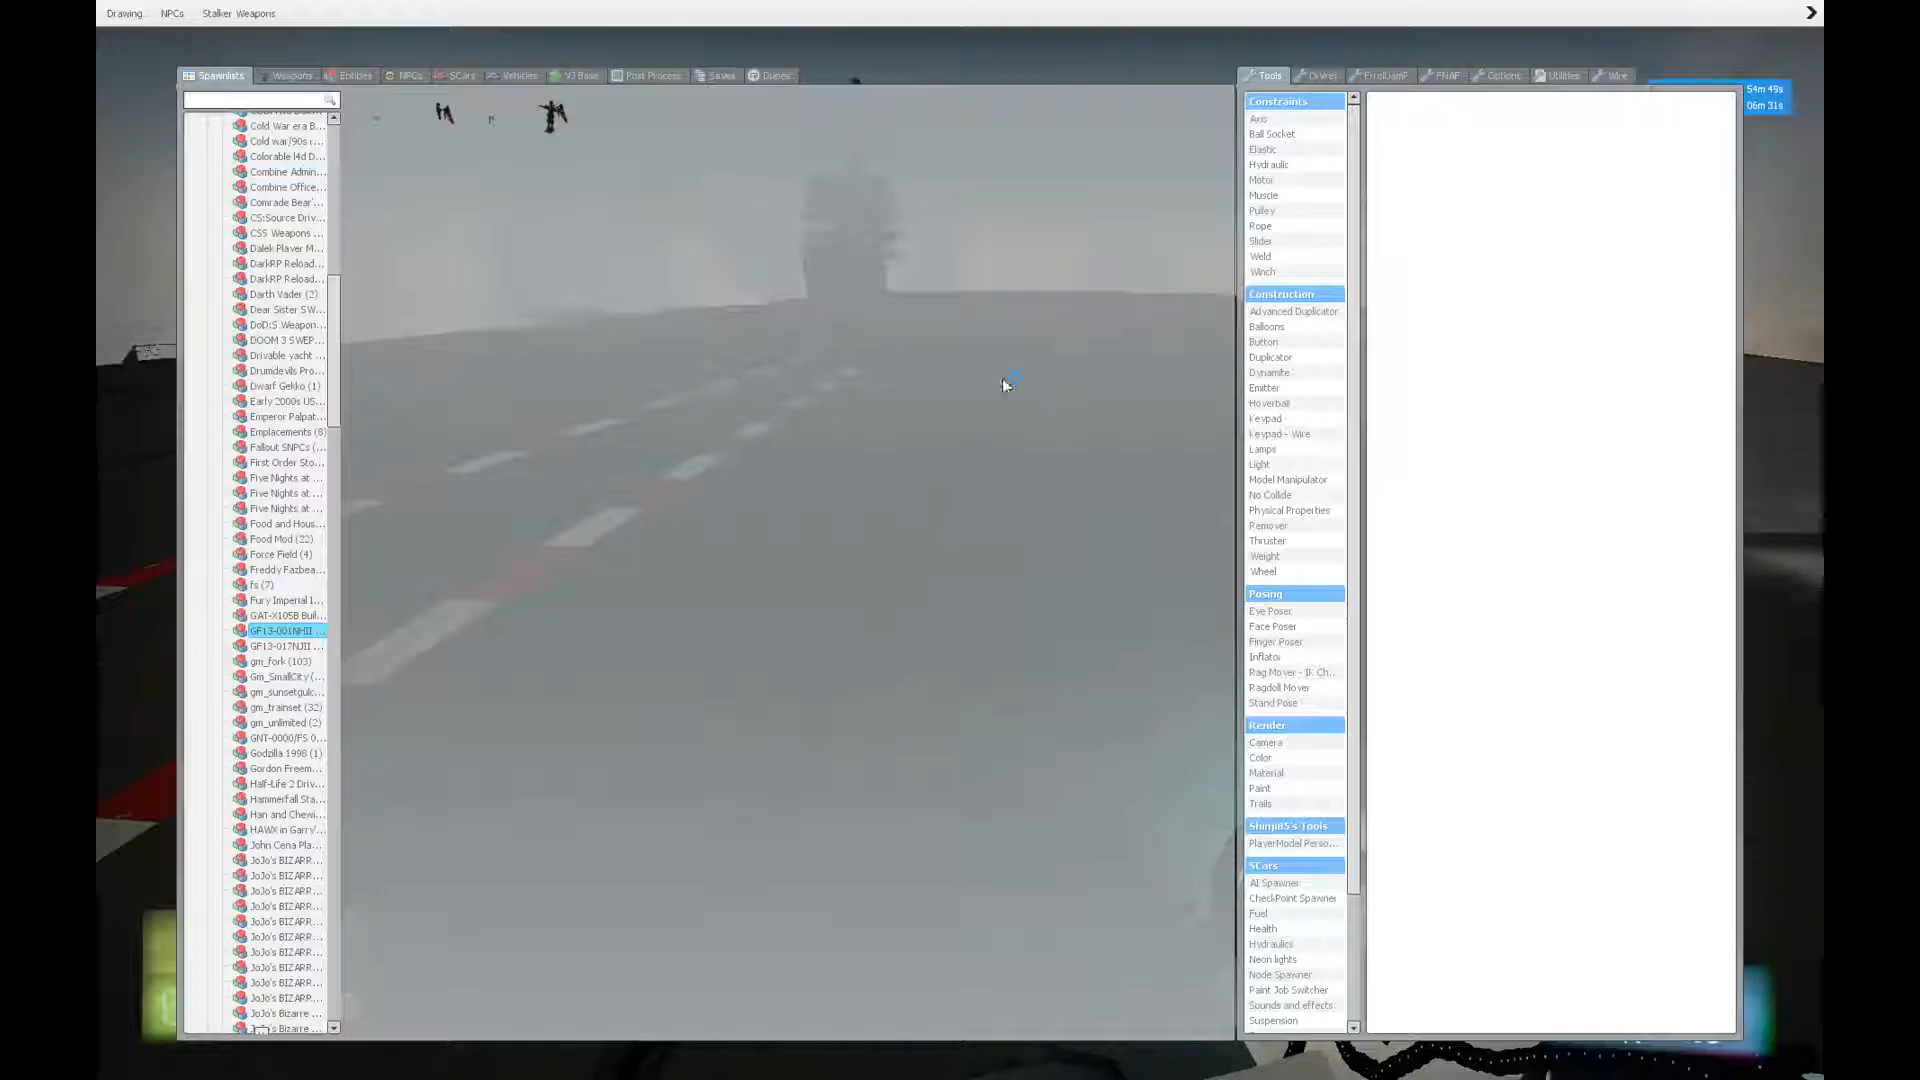 Drawing NPCs Stalker Weapons
Spawnlists Weapons Entities NPCs SCars Vehicles VJ Base Post Process Saves Dupes
Tools DrVrej ErrolLiamP FNAF Options Utilities Wire
54m 49s
06m 31s
Cold War era B...
Cold war/90s r...
Colorable l4d D...
Combine Admin...
Combine Office...
Comrade Bear'...
CS:Source Driv...
CSS Weapons ...
Dalek Player M...
DarkRP Reload...
DarkRP Reload...
Darth Vader (2)
Dear Sister SW...
DoD:S Weapon...
DOOM 3 SWEP...
Drivable yacht ...
Drumdevils Pro...
Dwarf Gekko (1)
Early 2000s US...
Emperor Palpat...
Emplacements (8)
Fallout SNPCs (...
First Order Sto...
Five Nights at ...
Five Nights at ...
Five Nights at ...
Food and Hous...
Food Mod (22)
Force Field (4)
Freddy Fazbea...
fs (7)
Fury Imperial I...
GAT-X105B Buil...
GF13-001NHII ...
GF13-017NJII ...
gm_fork (103)
Gm_SmallCity (...
gm_sunsetgulc...
gm_trainset (32)
gm_unlimited (2)
GNT-0000/FS 0...
Godzilla 1998 (1)
Gordon Freem...
Half-Life 2 Driv...
Hammerfall Sta...
Han and Chewi...
HAWX in Garry'...
John Cena Pla...
JoJo's BIZARR...
JoJo's BIZARR...
JoJo's BIZARR...
JoJo's BIZARR...
JoJo's BIZARR...
JoJo's BIZARR...
JoJo's BIZARR...
JoJo's BIZARR...
JoJo's BIZARR...
JoJo's BIZARR...
JoJo's Bizarre ...
JoJo's Bizarre ...
Constraints
Axis
Ball Socket
Elastic
Hydraulic
Motor
Muscle
Pulley
Rope
Slider
Weld
Winch
Construction
Advanced Duplicator
Balloons
Button
Duplicator
Dynamite
Emitter
Hoverball
Keypad
Keypad - Wire
Lamps
Light
Model Manipulator
No Collide
Physical Properties
Remover
Thruster
Weight
Wheel
Posing
Eye Poser
Face Poser
Finger Poser
Inflator
Rag Mover - IK Ch...
Ragdoll Mover
Stand Pose
Render
Camera
Color
Material
Paint
Trails
Shinji85's Tools
PlayerModel Perso...
SCars
AI Spawner
CheckPoint Spawner
Fuel
Health
Hydraulics
Neon lights
Node Spawner
Paint Job Switcher
Sounds and effects
Suspension